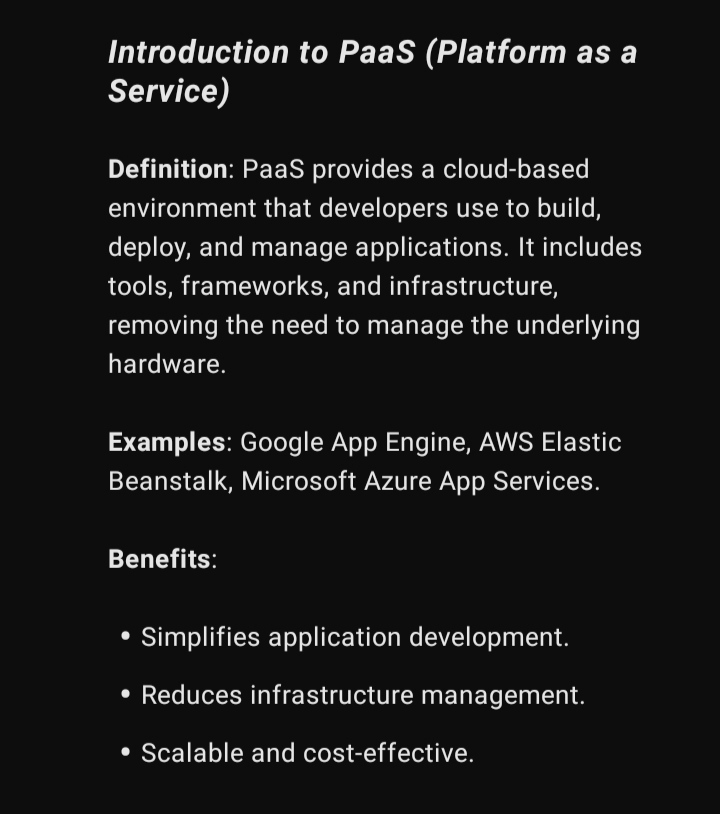 Introduction to PaaS (Platform as a
Service)
Definition: PaaS provides a cloud-based
environment that developers use to build,
deploy, and manage applications. It includes
tools, frameworks, and infrastructure,
removing the need to manage the underlying
hardware.
Examples: Google App Engine, AWS Elastic
Beanstalk, Microsoft Azure App Services.
Benefits:
• Simplifies application development.
• Reduces infrastructure management.
• Scalable and cost-effective.